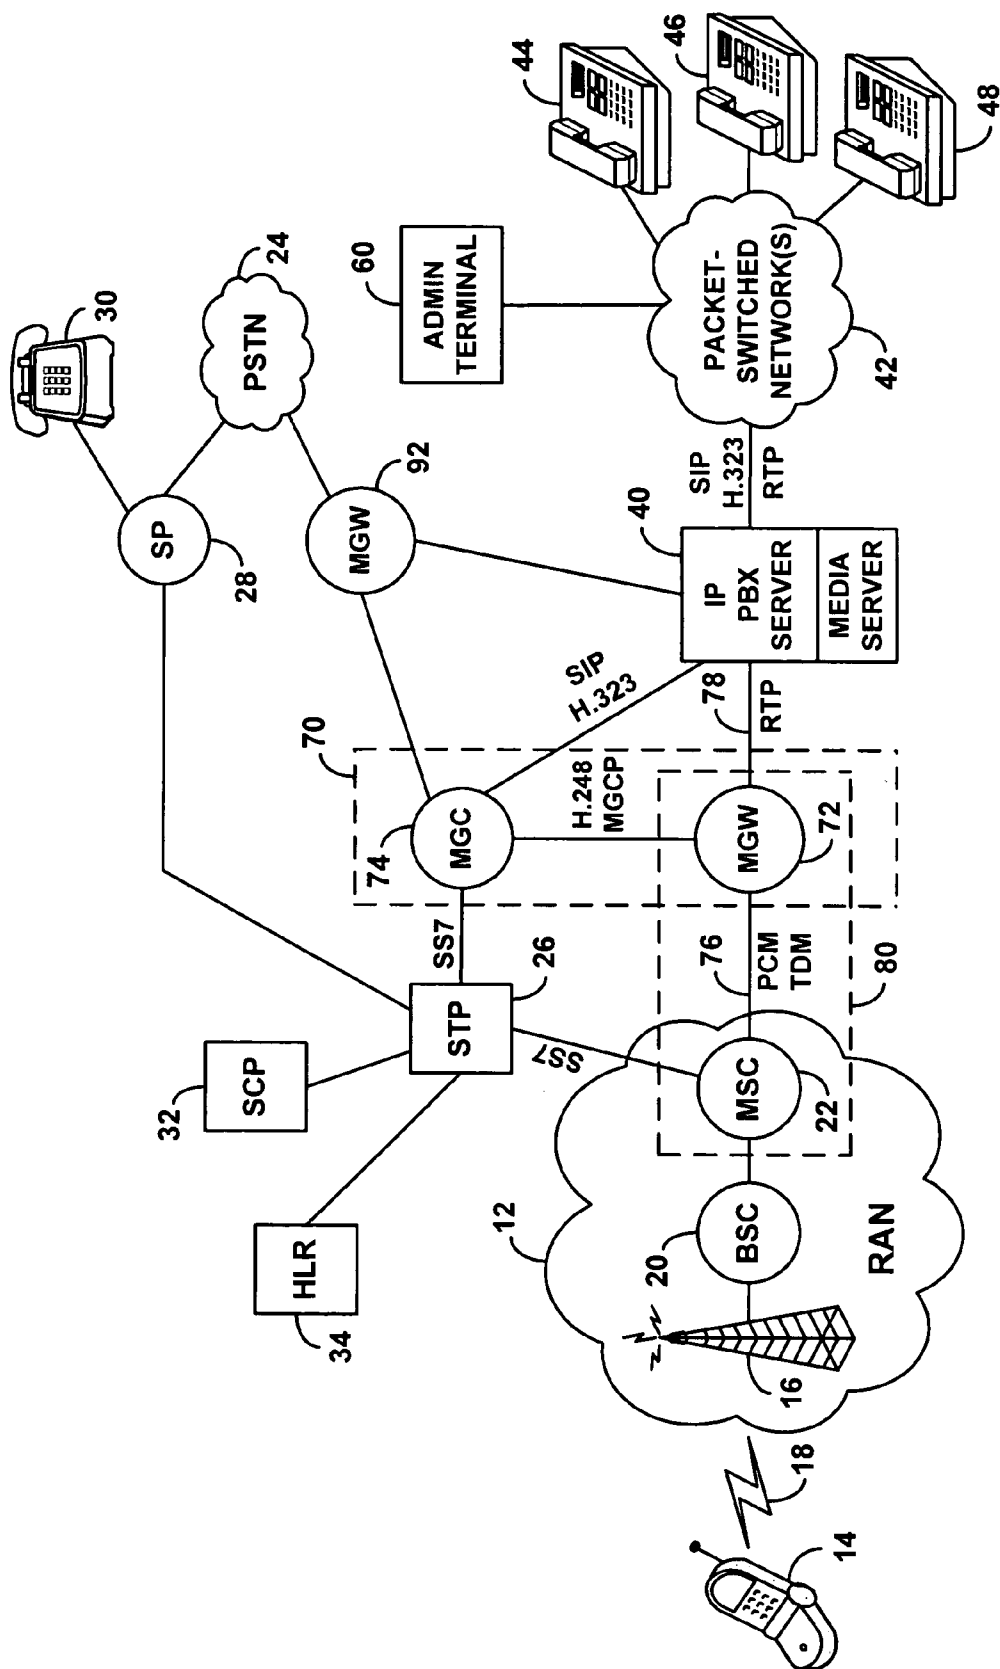 30
24
PSTN
SP
28
92
MGW
60
ADMIN
TERMINAL
44
46
48
PACKET-
SWITCHED
NETWORK(S)
42
SIP
H.323
RTP
40
IP
PBX
SERVER
MEDIA
SERVER
SIP
H.323
78
RTP
70
74
MGC
H.248
MGCP
MGW
72
SS7
26
STP
SS7
32
SCP
HLR
34
76
PCM
TDM
80
MSC
22
12
20
BSC
RAN
16
18
14